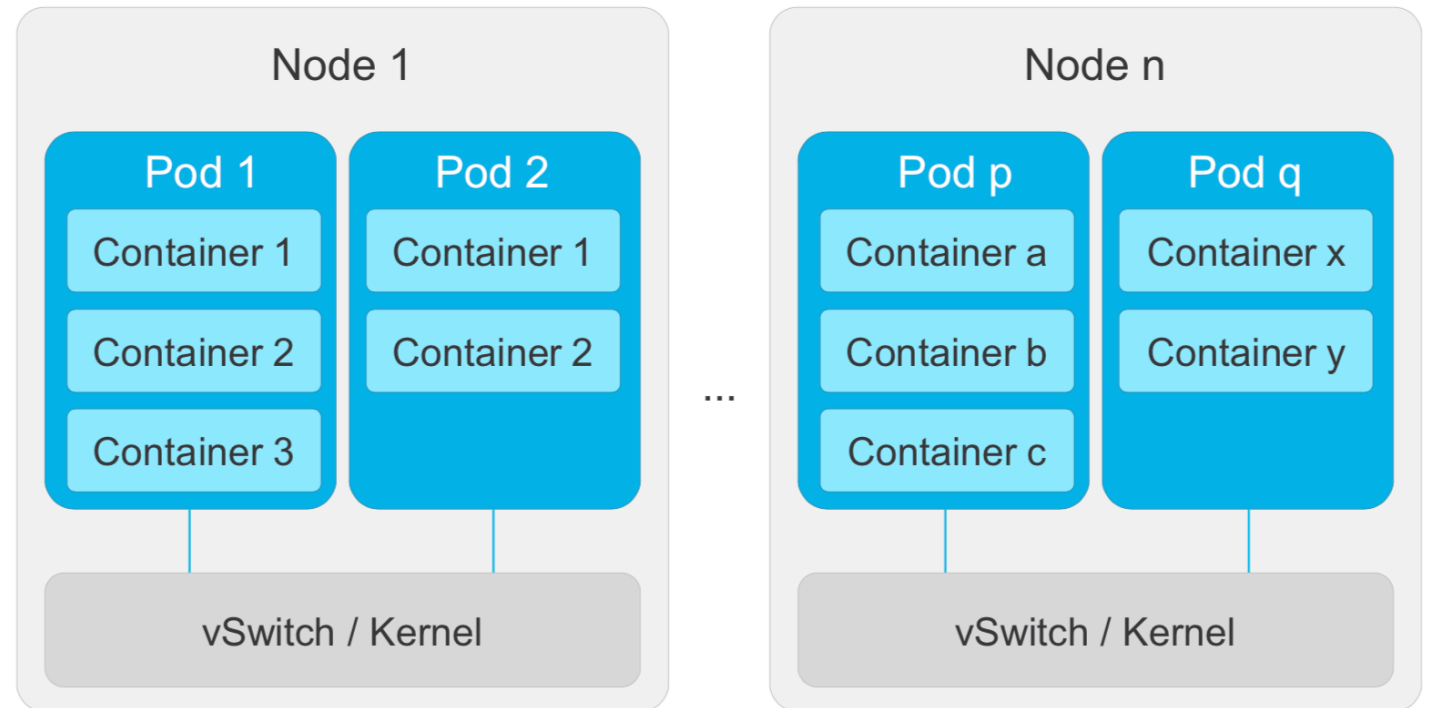 Node 1
Pod 1
Container 1
Container 2
Container 3
Pod 2
Container 1
Container 2
vSwitch / Kernel
...
Node n
Pod p
Container a
Container b
Container c
Pod q
Container x
Container y
vSwitch / Kernel